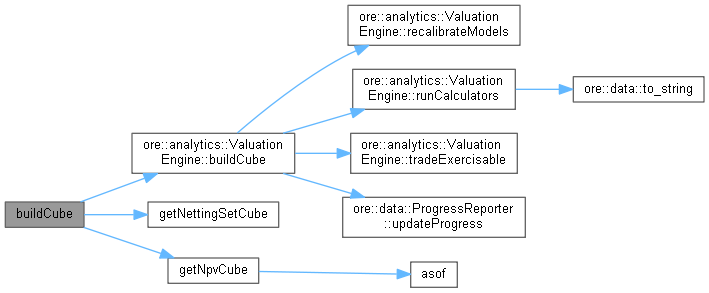 ore::analytics::Valuation
Engine::recalibrateModels
ore::analytics::Valuation
Engine::runCalculators
ore::data::to_string
ore::analytics::Valuation
Engine::buildCube
ore::analytics::Valuation
Engine::tradeExercisable
buildCube
getNettingSetCube
ore::data::ProgressReporter
::updateProgress
getNpvCube
asof